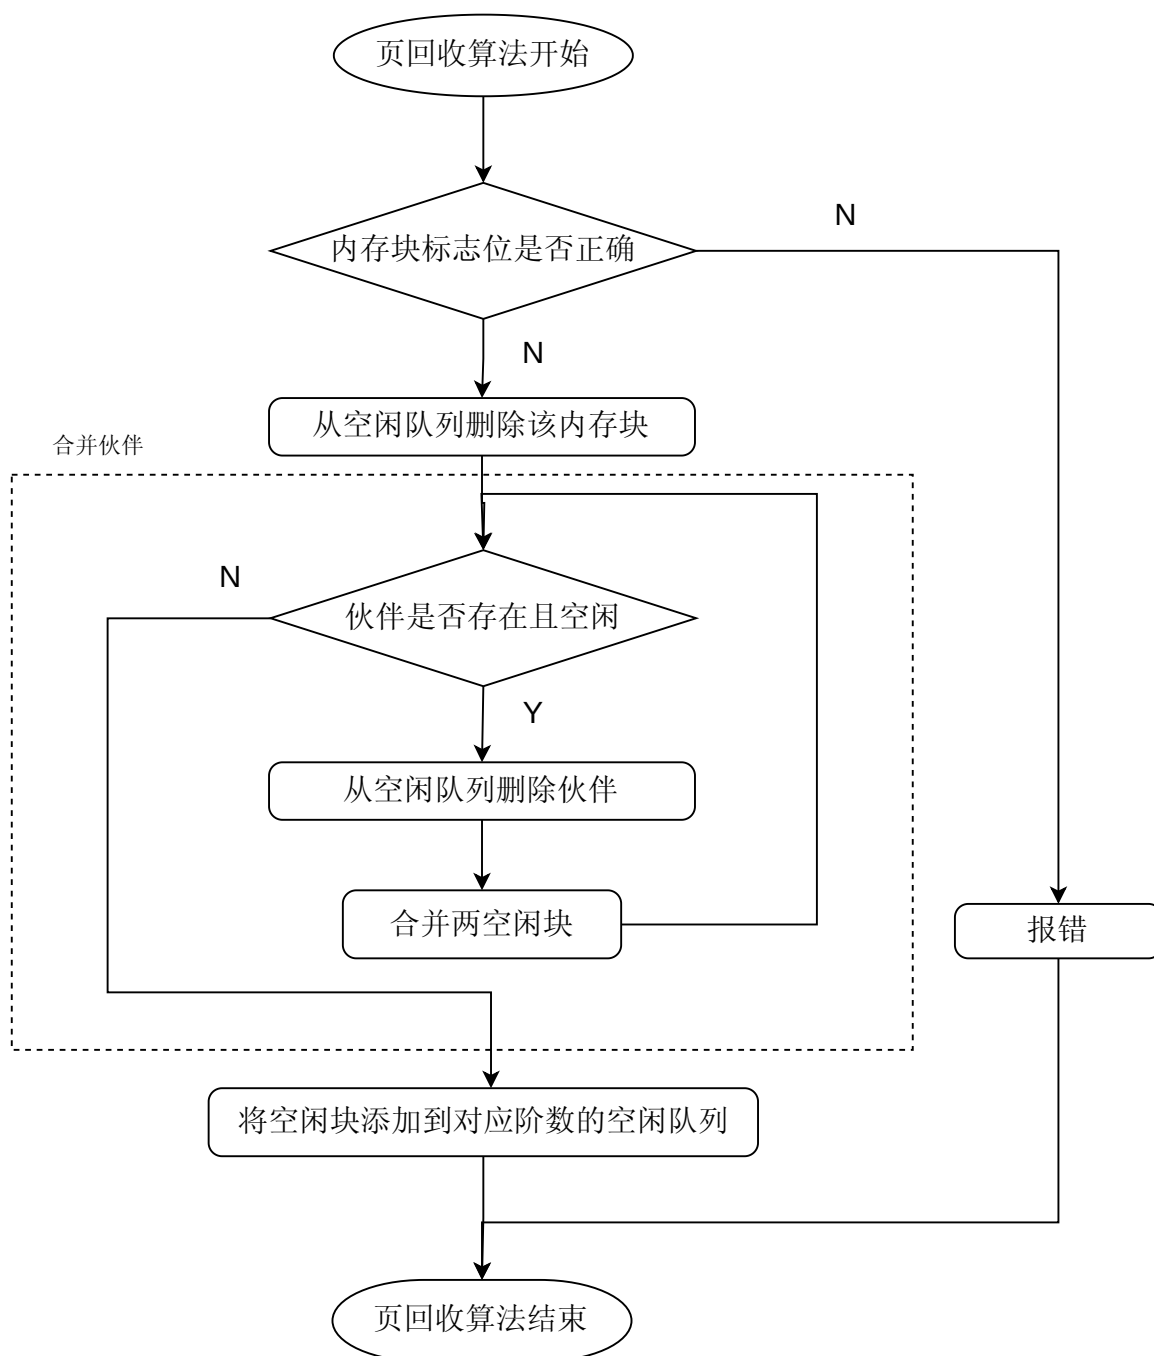 页回收算法开始
内存块标志位是否正确
N
N
从空闲队列删除该内存块
合并伙伴
伙伴是否存在且空闲
N
Y
从空闲队列删除伙伴
合并两空闲块
报错
将空闲块添加到对应阶数的空闲队列
页回收算法结束